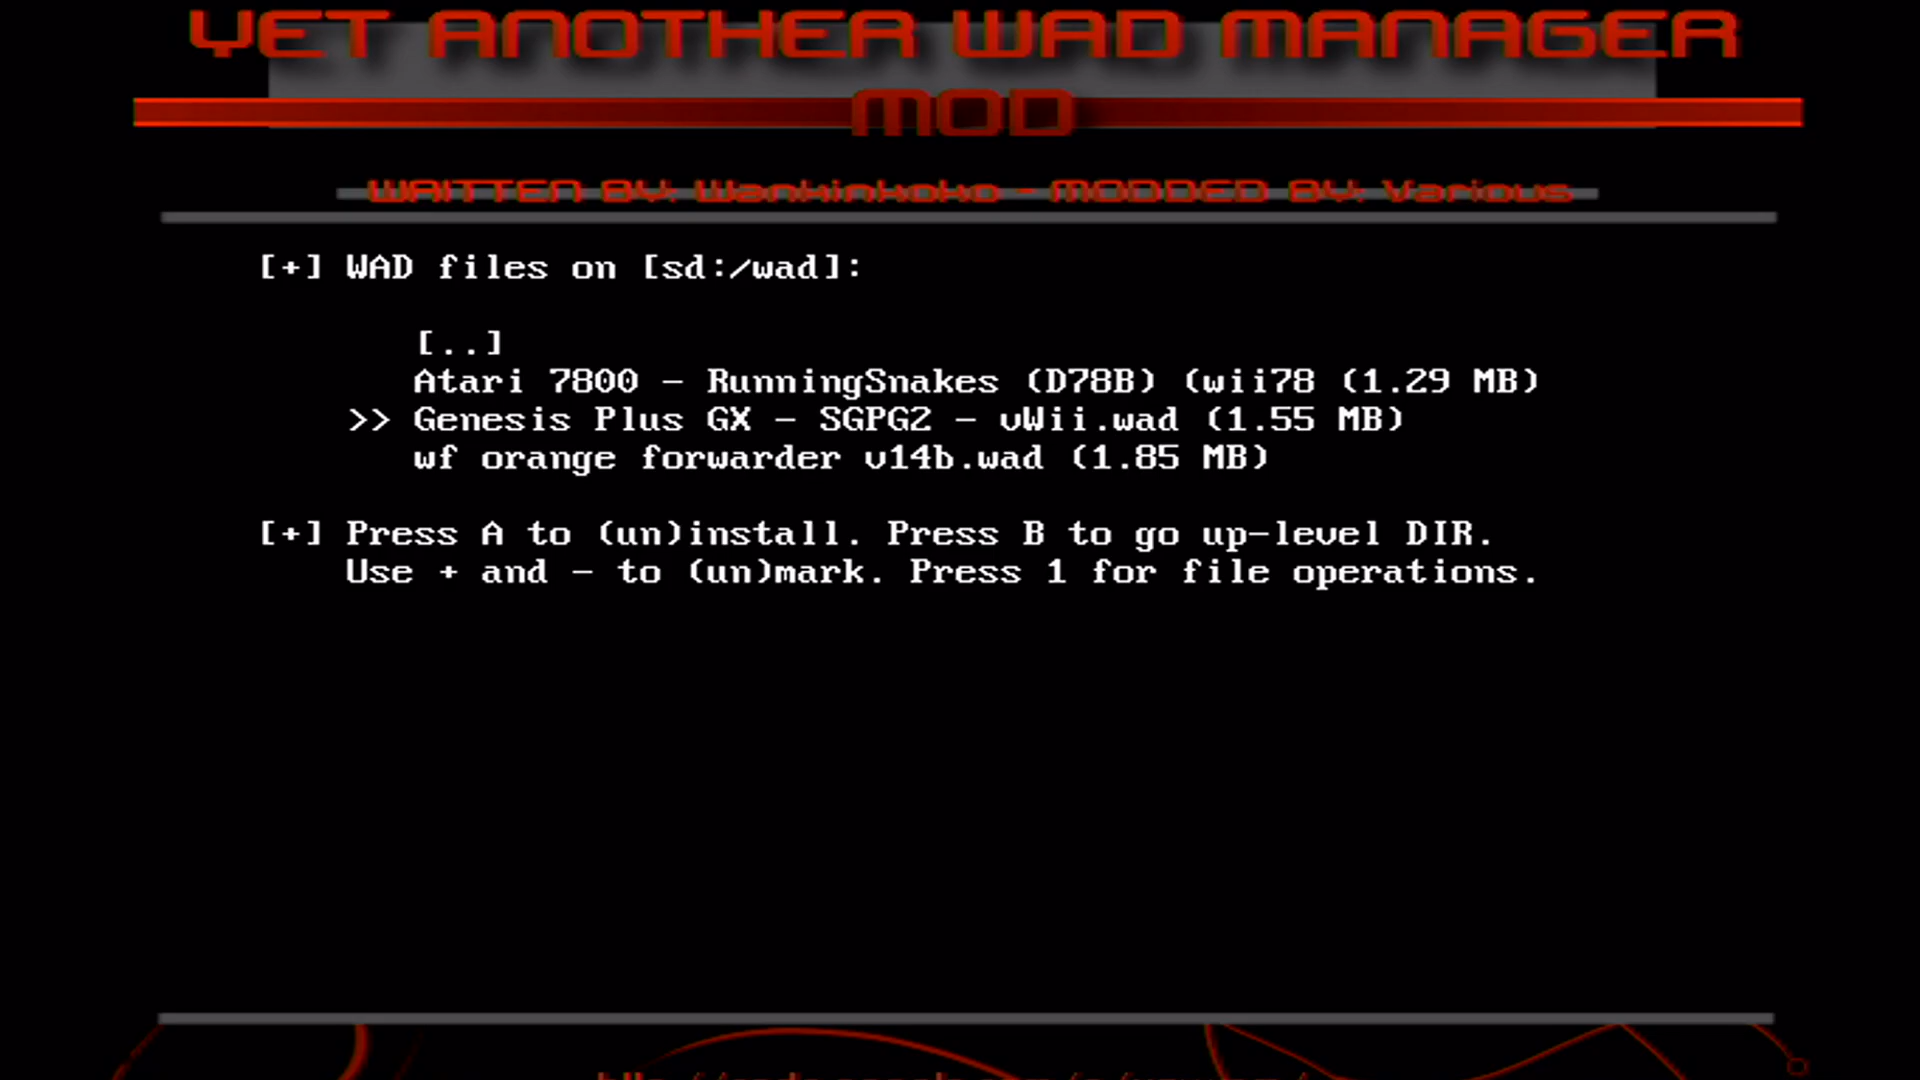 YET ANOTHER WAD MANAGER
MOD
WRITTEN BY: Waninkoko - MODDED BY: Various
[+] WAD files on [sd:/wad]:
[..]
Atari 7800 - RunningSnakes (D78B) (wii78 (1.29 MB)
>> Genesis Plus GX - SGPG2 - vWii.wad (1.55 MB)
wf orange forwarder v14b.wad (1.85 MB)
[+] Press A to (un)install. Press B to go up-level DIR.
Use + and - to (un)mark. Press 1 for file operations.